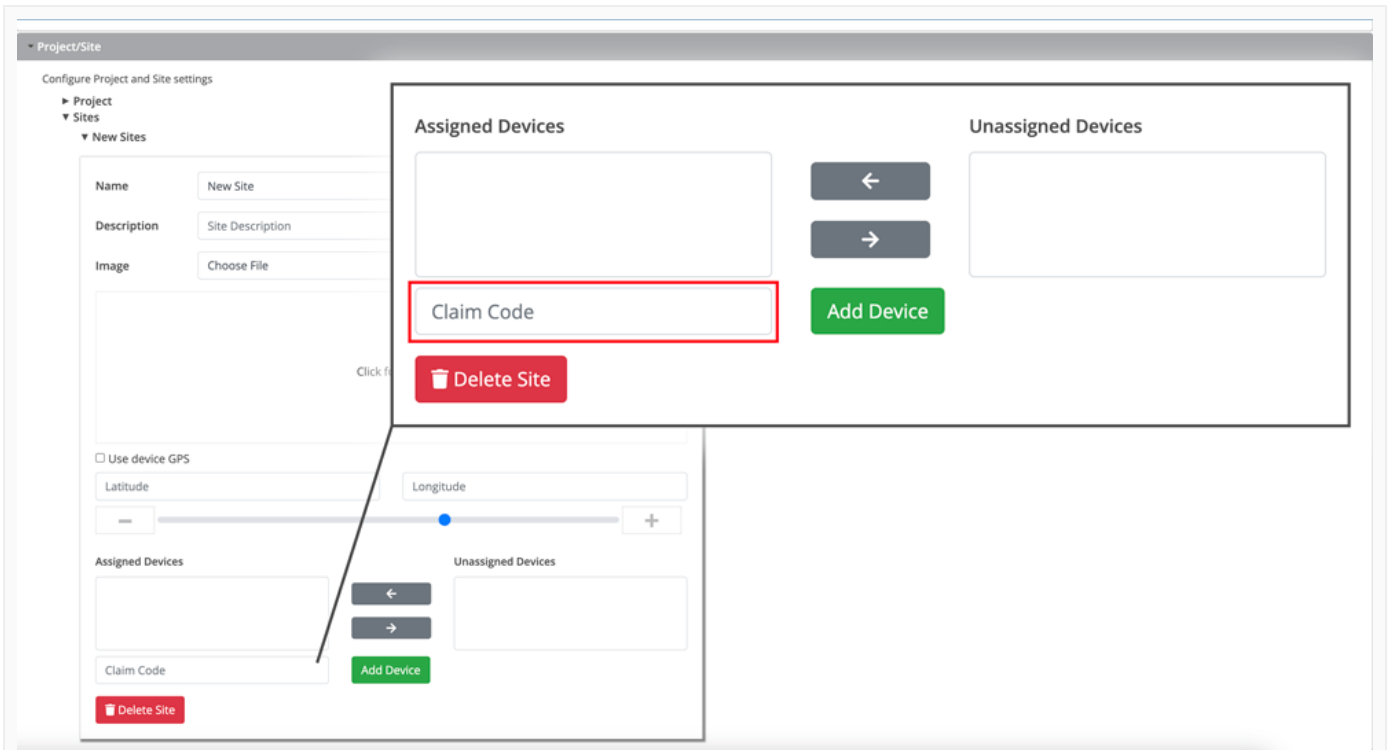 Project/Site
Configure Project and Site settings
Project
Sites
New Sites
Name
New Site
Description
Site Description
Image
Choose File
Click
Use device GPS
Latitude
Longitude
Assigned Devices
Unassigned Devices
Claim Code
Add Device
Delete Site
Assigned Devices
Unassigned Devices
Claim Code
Add Device
Delete Site